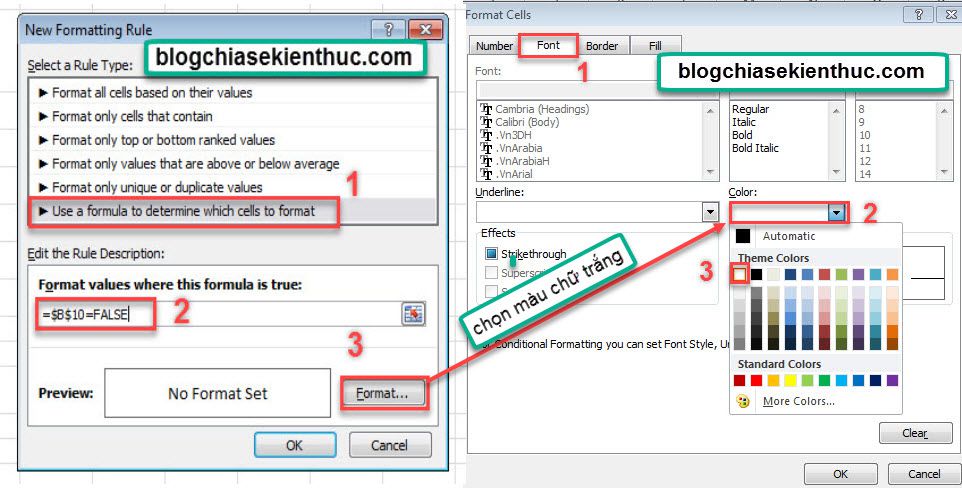 New Formatting Rule
blogchiasekienthuc.com
Select a Rule Type:
► Format all cells based on their values
► Format only cells that contain
► Format only top or bottom ranked values
► Format only values that are above or below average
► Format only unique or duplicate values
► Use a formula to determine which cells to format
1
Edit the Rule Description:
Format values where this formula is true:
=$B$10=FALSE
2
3
Preview:
No Format Set
Format...
OK
Cancel
Format Cells
Number
Font
Border
Fill
1
blogchiasekienthuc.com
Font:
Cambria (Headings)
Calibri (Body)
.Vn3DH
.VnArabia
.VnArabiaH
.VnArial
Regular
Italic
Bold
Bold Italic
8
9
10
11
12
14
Underline:
Color:
2
Effects
Strikethrough
chọn màu chữ trắng
Automatic
Theme Colors
3
Conditional Formatting you can set Font Style,
Standard Colors
More Colors...
Clear
OK
Cancel